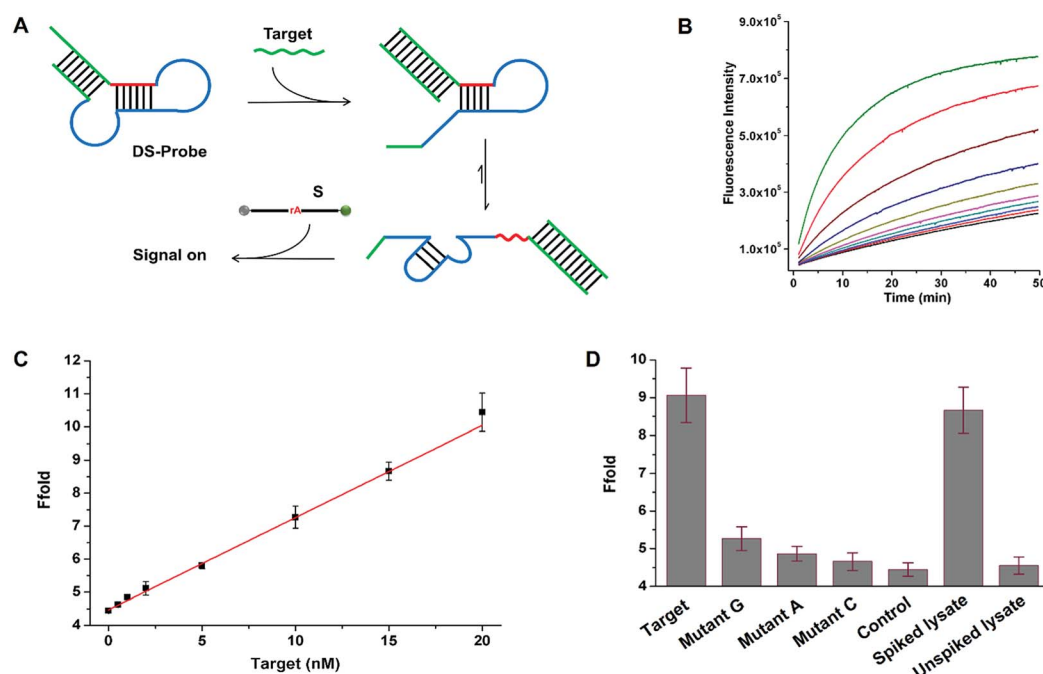 A
Target
DS-Probe
S
rA
Signal on
B
Fluorescence Intensity
9.0x10⁵
7.0x10⁵
5.0x10⁵
3.0x10⁵
1.0x10⁵
0 10 20 30 40 50
Time (min)
C
Ffold
12
11
10
9
8
7
6
5
4
0 5 10 15 20
Target (nM)
D
Ffold
10
9
8
7
6
5
4
Target
Mutant G
Mutant A
Mutant C
Control
Spiked lysate
Unspiked lysate